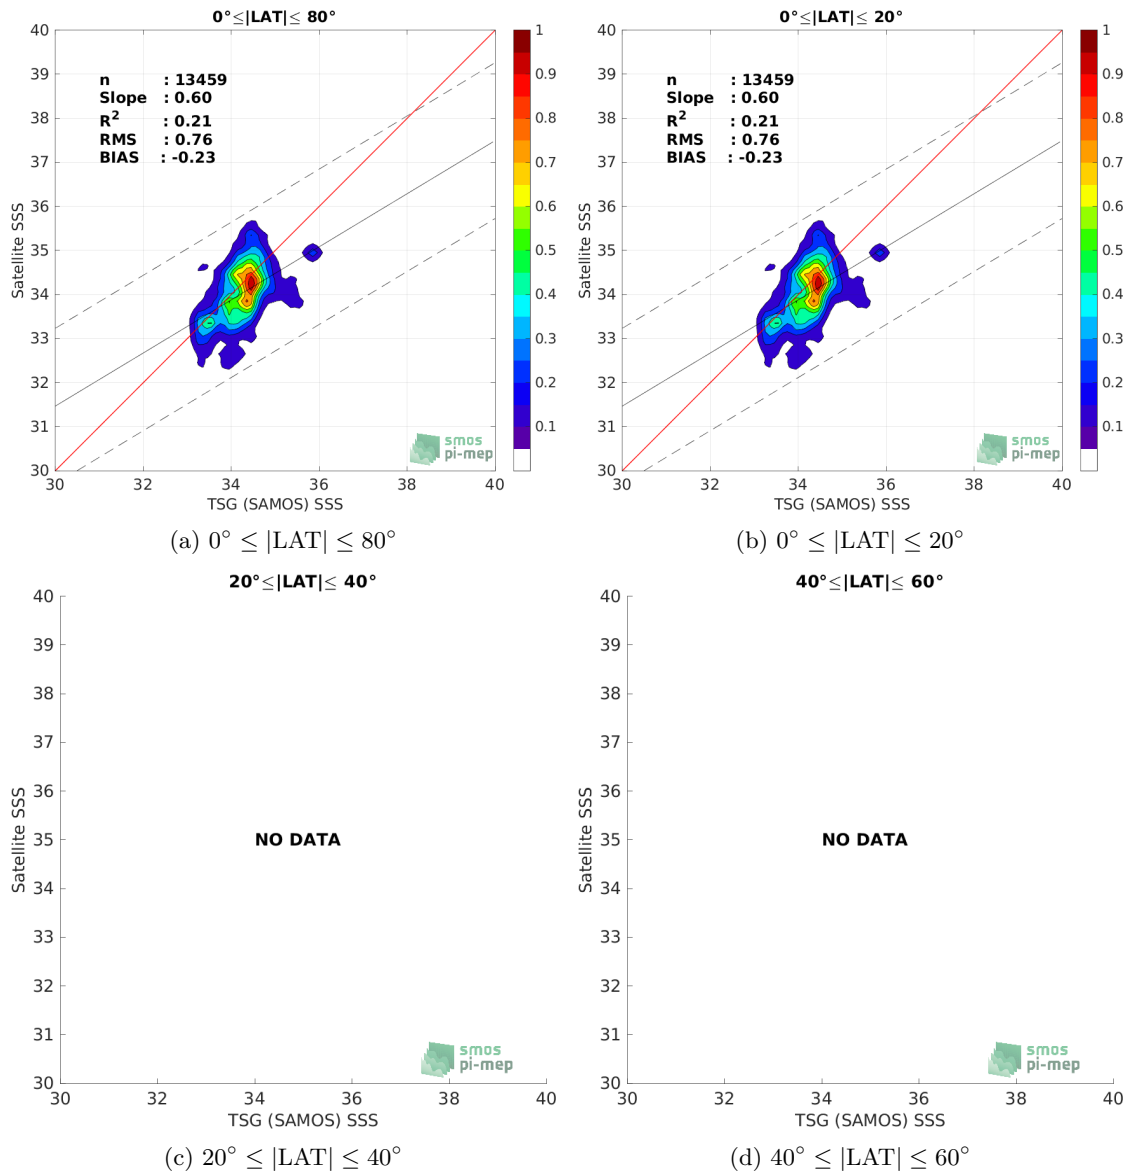 0°≤|LAT|≤ 80°
40
39
38
37
36
35
34
33
32
31
30
Satellite SSS
n : 13459
Slope : 0.60
R² : 0.21
RMS : 0.76
BIAS : -0.23
smos
pi-mep
30 32 34 36 38 40
TSG (SAMOS) SSS
1
0.9
0.8
0.7
0.6
0.5
0.4
0.3
0.2
0.1
(a) 0° ≤ |LAT| ≤ 80°
0°≤|LAT|≤ 20°
40
39
38
37
36
35
34
33
32
31
30
Satellite SSS
n : 13459
Slope : 0.60
R² : 0.21
RMS : 0.76
BIAS : -0.23
smos
pi-mep
30 32 34 36 38 40
TSG (SAMOS) SSS
1
0.9
0.8
0.7
0.6
0.5
0.4
0.3
0.2
0.1
(b) 0° ≤ |LAT| ≤ 20°
20°≤|LAT|≤ 40°
40
39
38
37
36
35
34
33
32
31
30
Satellite SSS
NO DATA
smos
pi-mep
30 32 34 36 38 40
TSG (SAMOS) SSS
(c) 20° ≤ |LAT| ≤ 40°
40°≤|LAT|≤ 60°
40
39
38
37
36
35
34
33
32
31
30
Satellite SSS
NO DATA
smos
pi-mep
30 32 34 36 38 40
TSG (SAMOS) SSS
(d) 40° ≤ |LAT| ≤ 60°